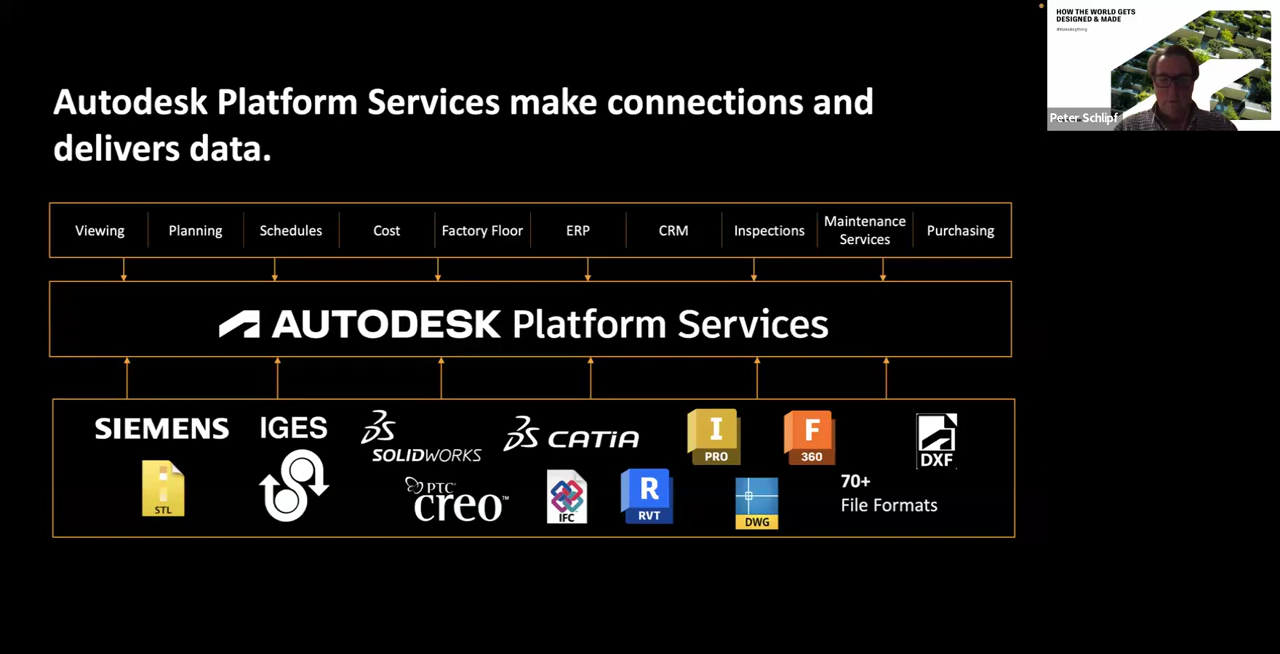 HOW THE WORLD GETS
DESIGNED & MADE
#MakeAnything
Peter Schlipf
Autodesk Platform Services make connections and
delivers data.
Viewing
Planning
Schedules
Cost
Factory Floor
ERP
CRM
Inspections
Maintenance
Services
Purchasing
AUTODESK Platform Services
SIEMENS
IGES
SOLIDWORKS
CATIA
I
PRO
F
360
DXF
STL
PTC
creo™
IFC
R
RVT
DWG
70+
File Formats